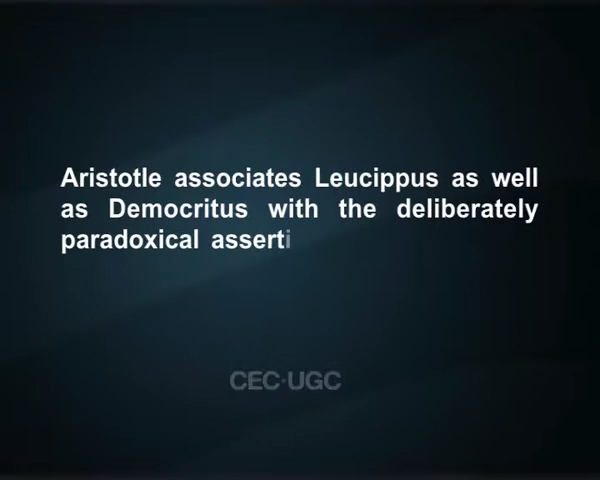 Aristotle associates Leucippus as well
as Democritus with the deliberately
paradoxical asserti
CEC-UGC